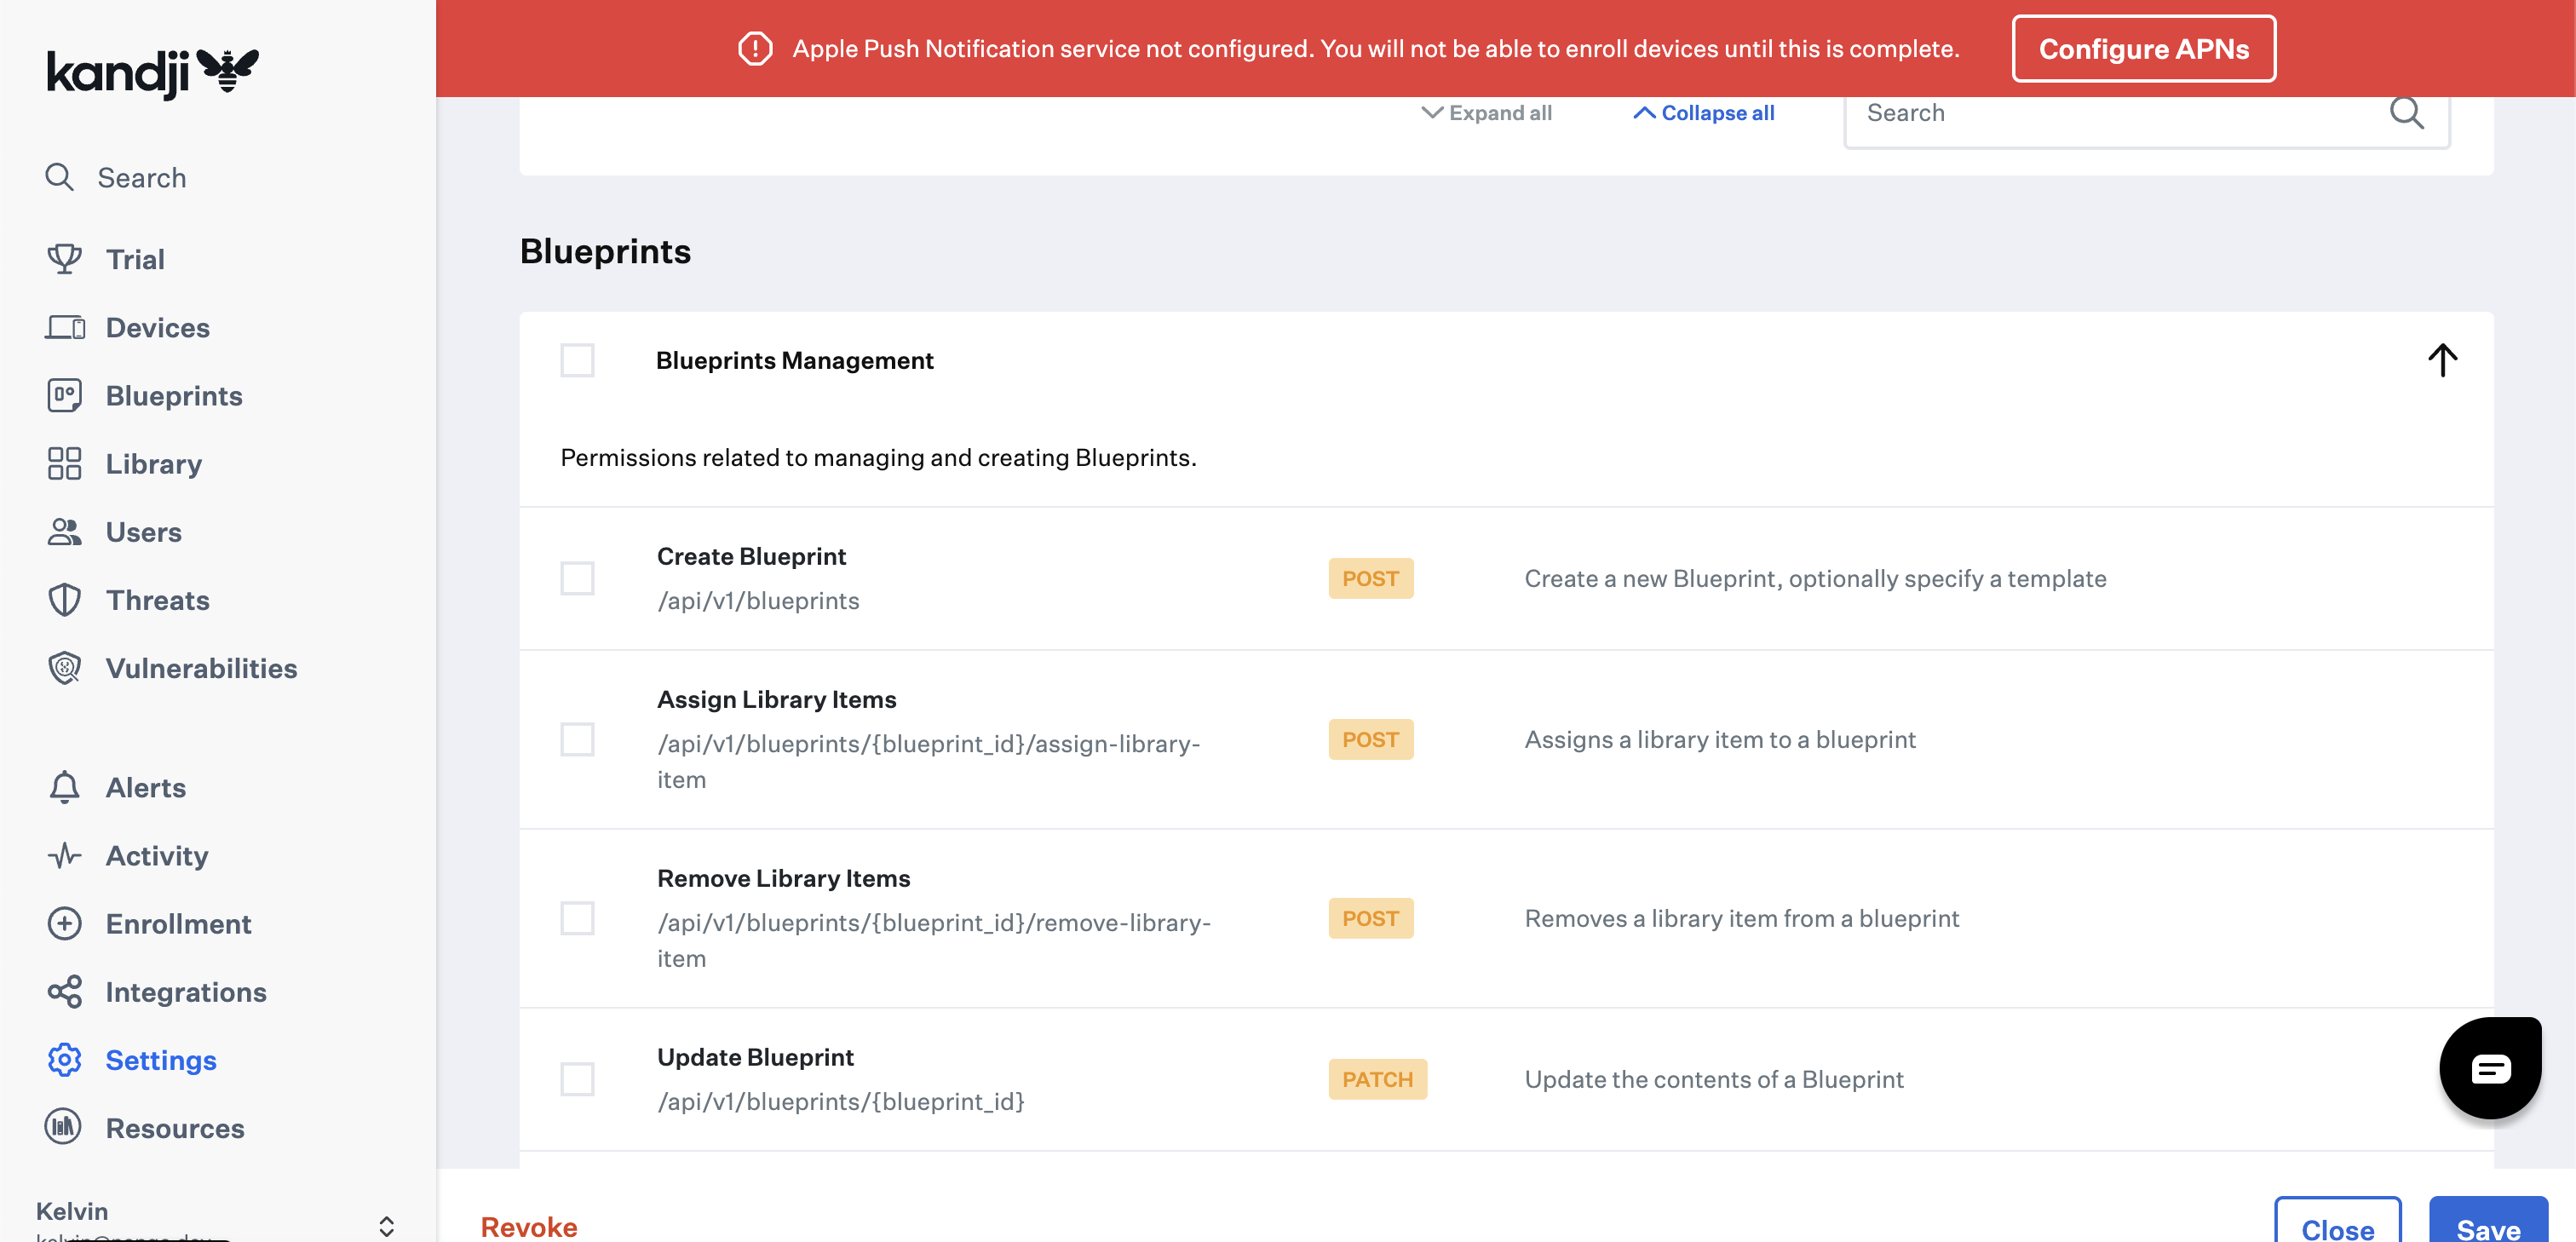 kandji
Search
Trial
Devices
Blueprints
Library
Users
Threats
Vulnerabilities
Alerts
Activity
Enrollment
Integrations
Settings
Resources
Kelvin
Apple Push Notification service not configured. You will not be able to enroll devices until this is complete.
Configure APNs
Expand all
Collapse all
Search
Blueprints
Blueprints Management
Permissions related to managing and creating Blueprints.
Create Blueprint
/api/v1/blueprints
POST
Create a new Blueprint, optionally specify a template
Assign Library Items
/api/v1/blueprints/{blueprint_id}/assign-library-
item
POST
Assigns a library item to a blueprint
Remove Library Items
/api/v1/blueprints/{blueprint_id}/remove-library-
item
POST
Removes a library item from a blueprint
Update Blueprint
/api/v1/blueprints/{blueprint_id}
PATCH
Update the contents of a Blueprint
Revoke
Close
Save